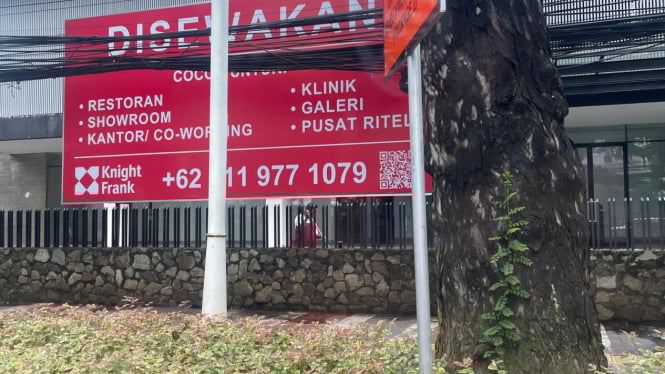 DISEWAKAN
COCOK UNTUK:
• RESTORAN
• SHOWROOM
• KANTOR/ CO-WORKING
• KLINIK
• GALERI
• PUSAT RITEL
Knight
Frank
+62 11 977 1079